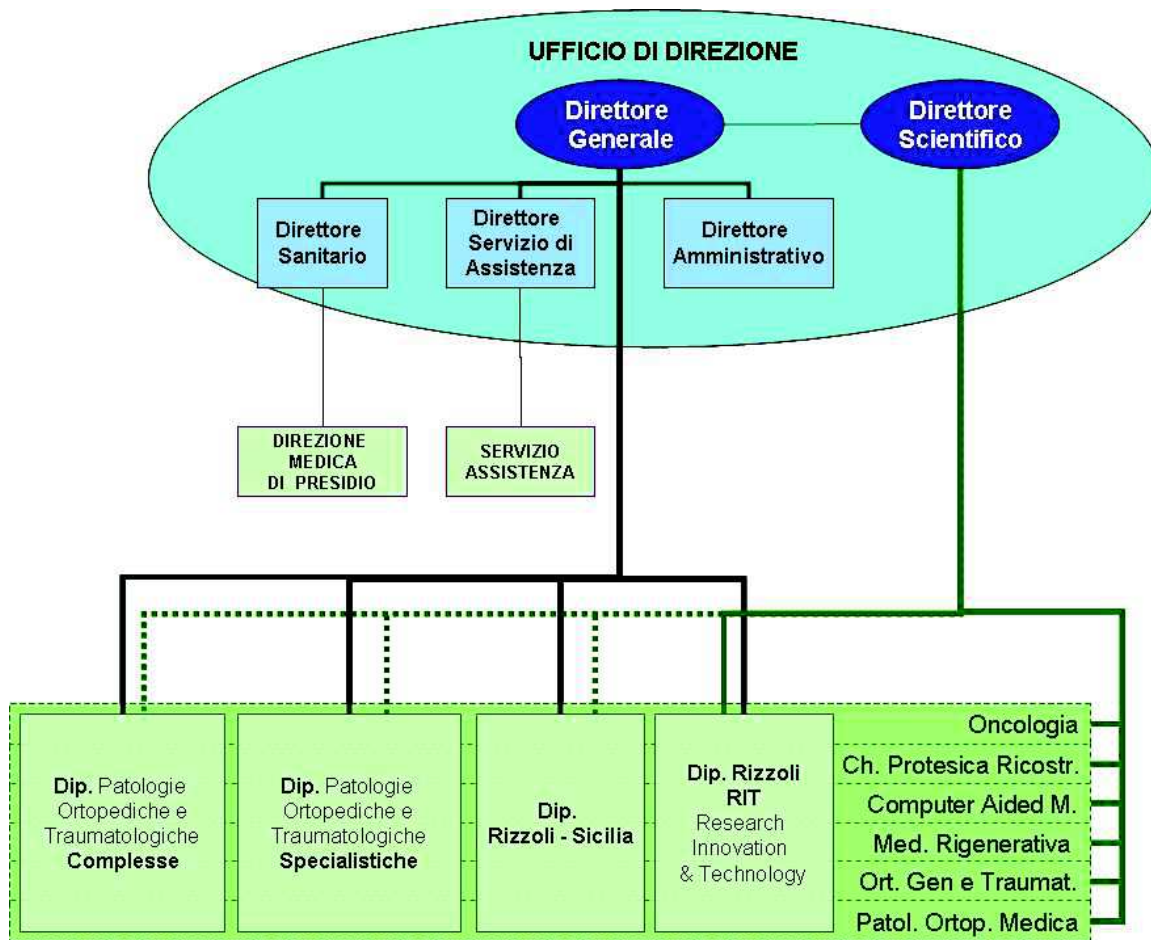 UFFICIO DI DIREZIONE
Direttore
Generale
Direttore
Scientifico
Direttore
Sanitario
Direttore
Servizio di
Assistenza
Direttore
Amministrativo
DIREZIONE
MEDICA
DI PRESIDIO
SERVIZIO
ASSISTENZA
Dip. Patologie
Ortopediche e
Traumatologiche
Complesse
Dip. Patologie
Ortopediche e
Traumatologiche
Specialistiche
Dip.
Rizzoli - Sicilia
Dip. Rizzoli
RIT
Research
Innovation
& Technology
Oncologia
Ch. Protesica Ricostr.
Computer Aided M.
Med. Rigenerativa
Ort. Gen e Traumat.
Patol. Ortop. Medica